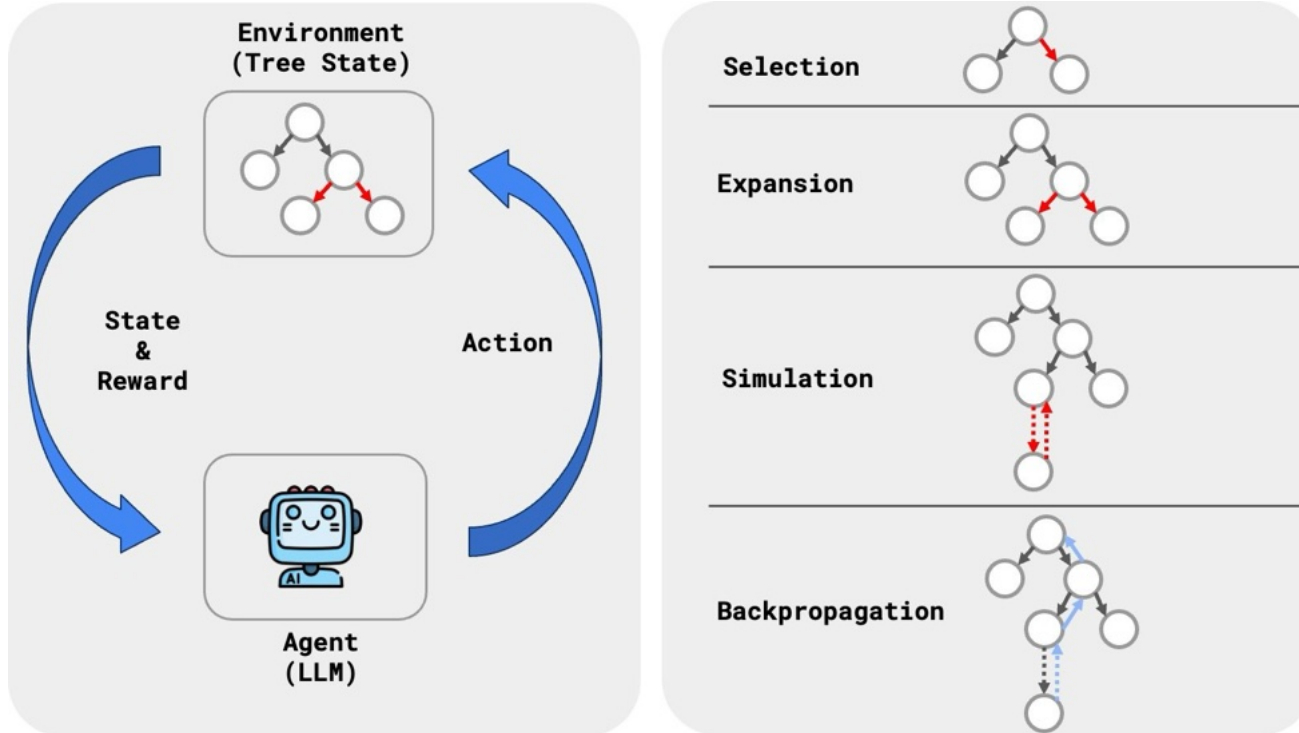 Environment
(Tree State)
State
&
Reward
Action
AI
Agent
(LLM)
Selection
Expansion
Simulation
Backpropagation